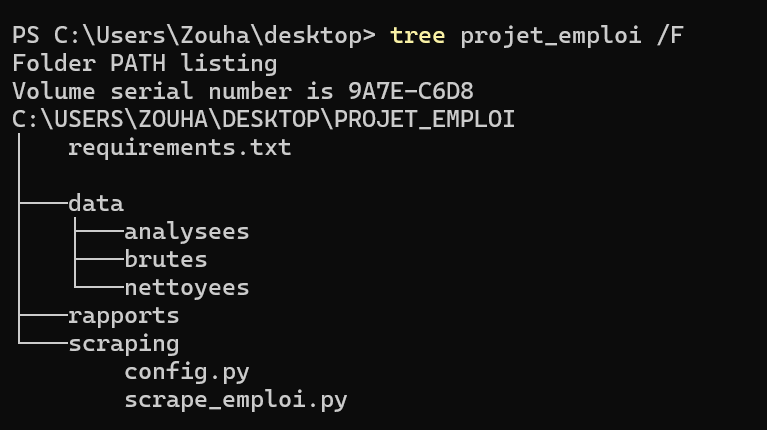 PS C:\Users\Zouha\desktop> tree projet_emploi /F
Folder PATH listing
Volume serial number is 9A7E-C6D8
C:\USERS\ZOUHA\DESKTOP\PROJET_EMPLOI
│   requirements.txt
│
├───data
│   ├───analysees
│   ├───brutes
│   └───nettoyees
├───rapports
└───scraping
        config.py
        scrape_emploi.py